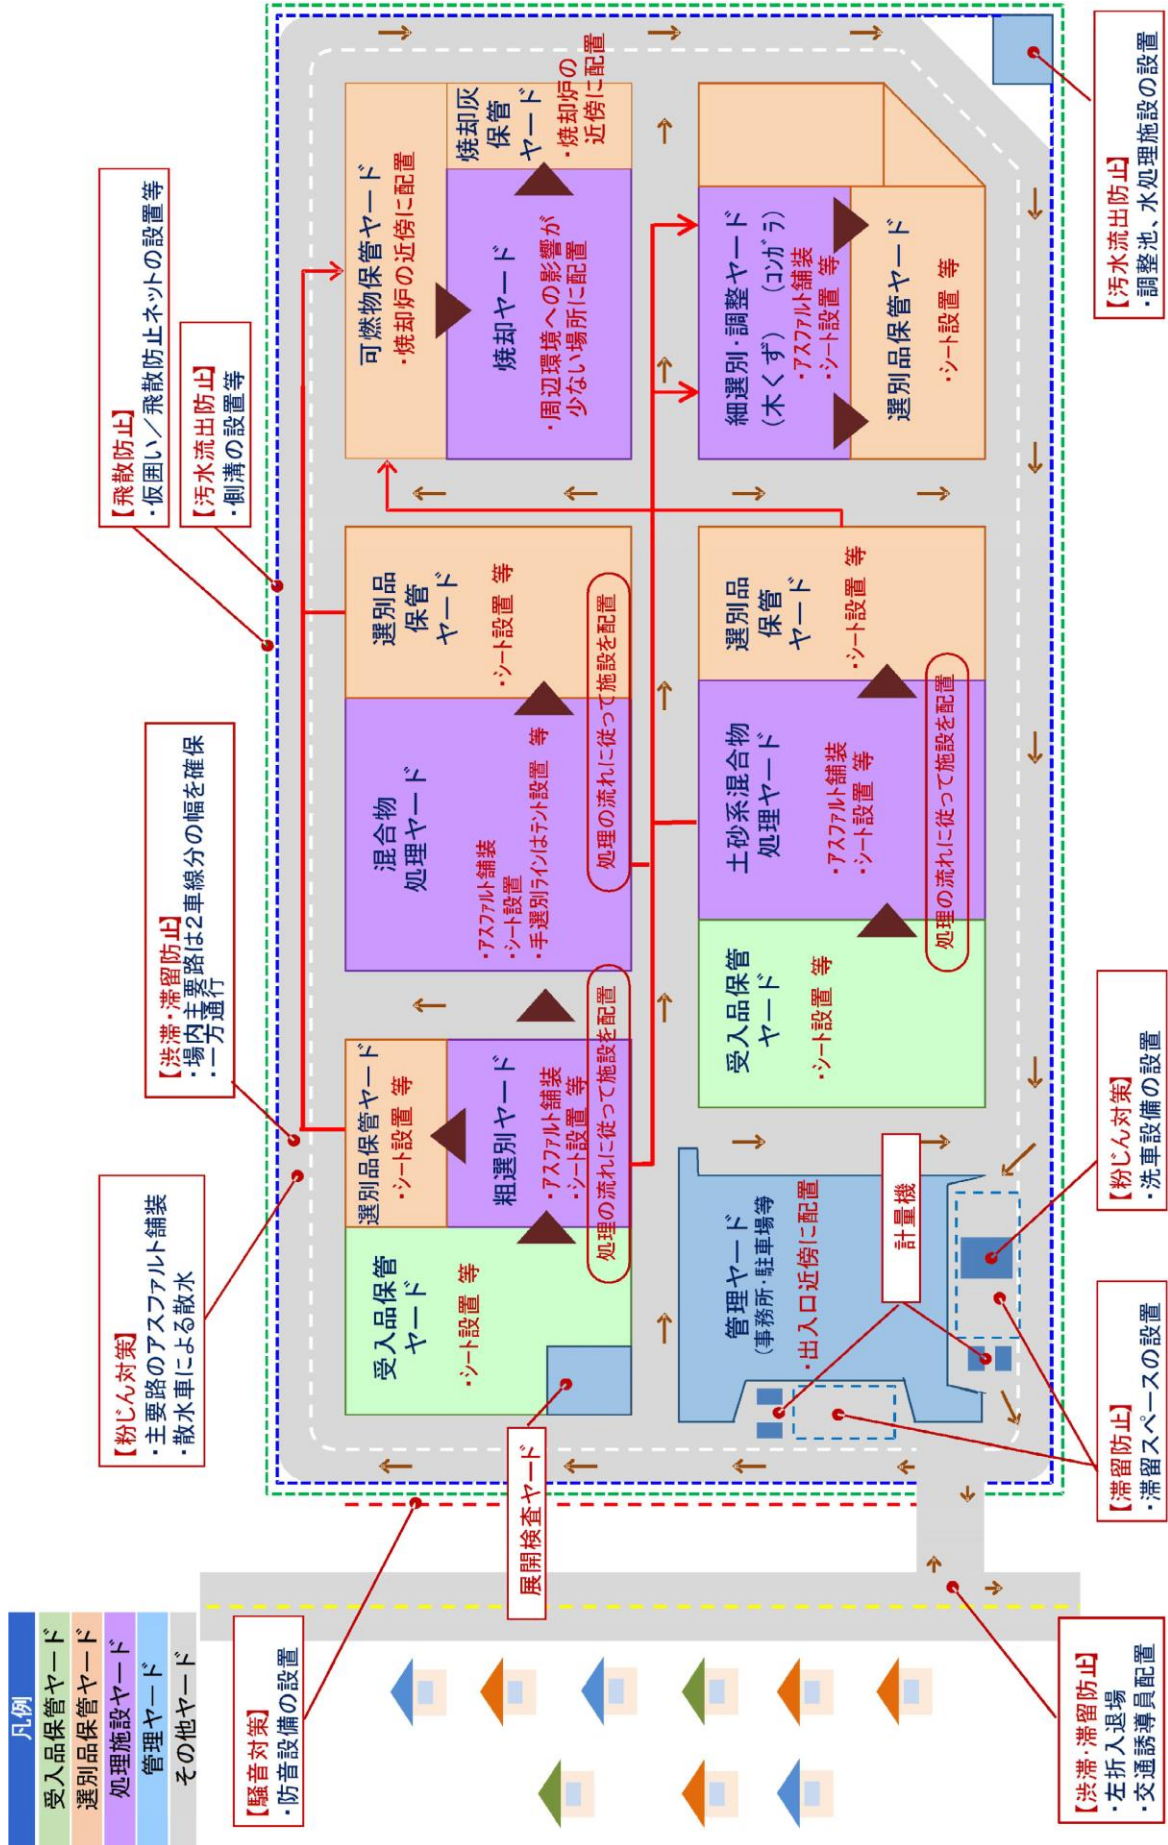 凡例
受入品保管ヤード
選別品保管ヤード
処理施設ヤード
管理ヤード
その他ヤード
【粉じん対策】
・主要路のアスファルト舗装
・散水車による散水
【渋滞・滞留防止】
・場内主要路は2車線分の幅を確保
・一方通行
【飛散防止】
・仮囲い／飛散防止ネットの設置等
【汚水流出防止】
・側溝の設置等
【騒音対策】
・防音設備の設置
受入品保管
ヤード
・シート設置 等
展開検査ヤード
選別品保管ヤード
・シート設置 等
粗選別ヤード
・アスファルト舗装
・シート設置 等
処理の流れに従って施設を配置
混合物
処理ヤード
・アスファルト舗装
・シート設置
・手選別ラインはテント設置 等
処理の流れに従って施設を配置
選別品
保管
ヤード
・シート設置 等
可燃物保管ヤード
・焼却炉の近傍に配置
焼却ヤード
・周辺環境への影響が
少ない場所に配置
焼却灰
保管
ヤード
・焼却炉の
近傍に配置
管理ヤード
(事務所・駐車場等)
・出入口近傍に配置
計量機
受入品保管
ヤード
・シート設置 等
土砂系混合物
処理ヤード
・アスファルト舗装
・シート設置 等
処理の流れに従って施設を配置
選別品
保管
ヤード
・シート設置 等
細選別・調整ヤード
(木くず) (コンガラ)
・アスファルト舗装
・シート設置 等
選別品保管ヤード
・シート設置 等
【渋滞・滞留防止】
・左折入退場
・交通誘導員配置
【滞留防止】
・滞留スペースの設置
【粉じん対策】
・洗車設備の設置
【汚水流出防止】
・調整池、水処理施設の設置